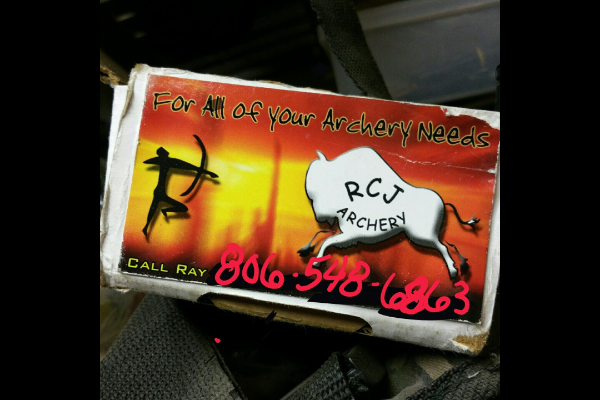 For All of your Archery Needs
RCJ
ARCHERY
CALL RAY 806-548-6863